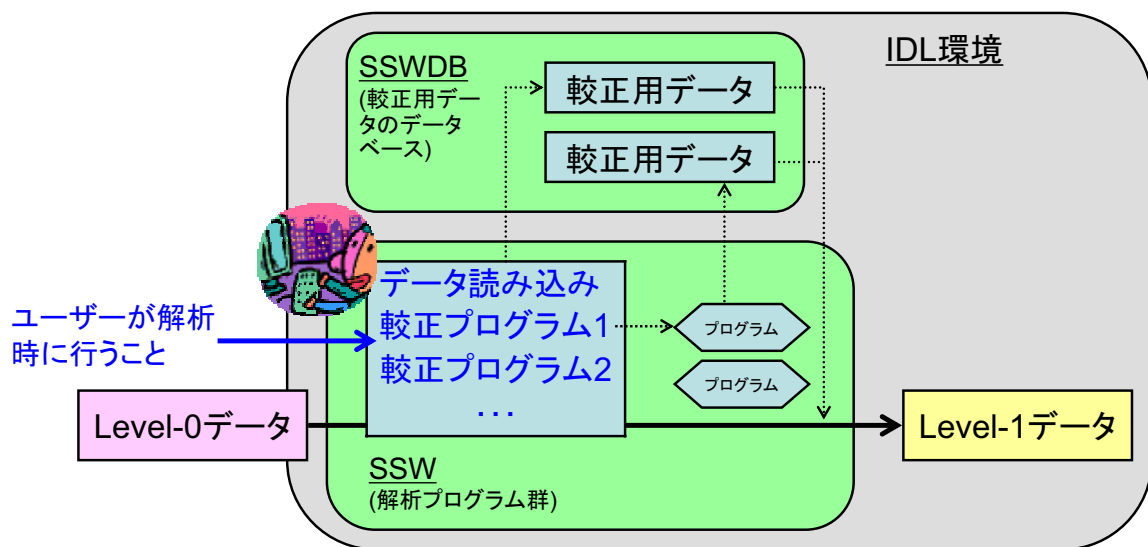 IDL環境
SSWDB
(較正用デー
タのデータ
ベース)
較正用データ
較正用データ
データ読み込み
較正プログラム1
較正プログラム2
...
プログラム
プログラム
ユーザーが解析
時に行うこと
Level-0データ
Level-1データ
SSW
(解析プログラム群)